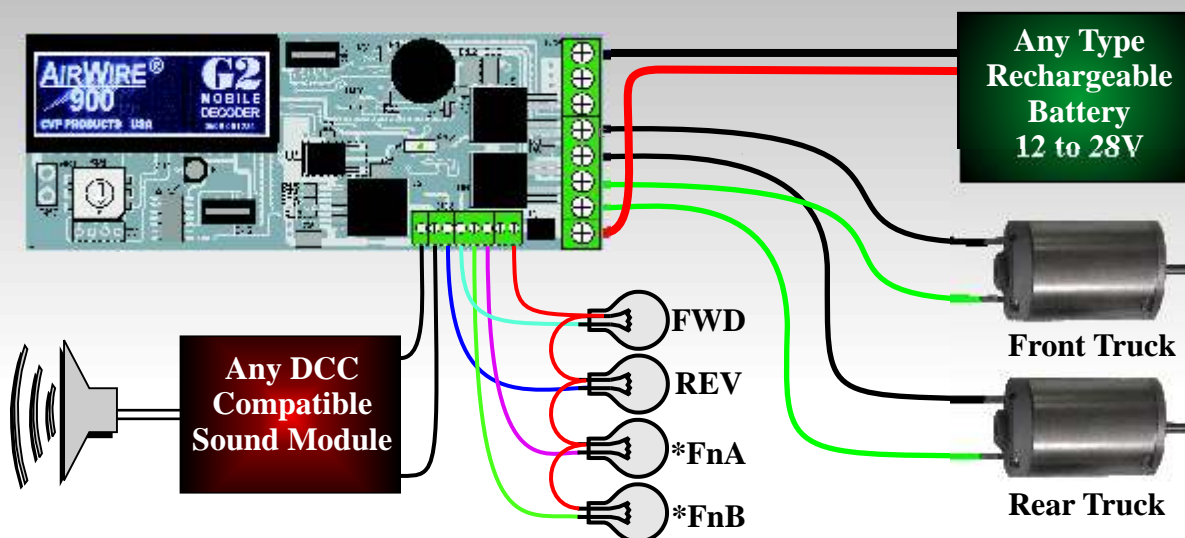 AIRWIRE®
900
CVP PRODUCTS USA
G2
MOBILE
DECODER
Any Type
Rechargeable
Battery
12 to 28V
Front Truck
Rear Truck
Any DCC
Compatible
Sound Module
FWD
REV
*FnA
*FnB